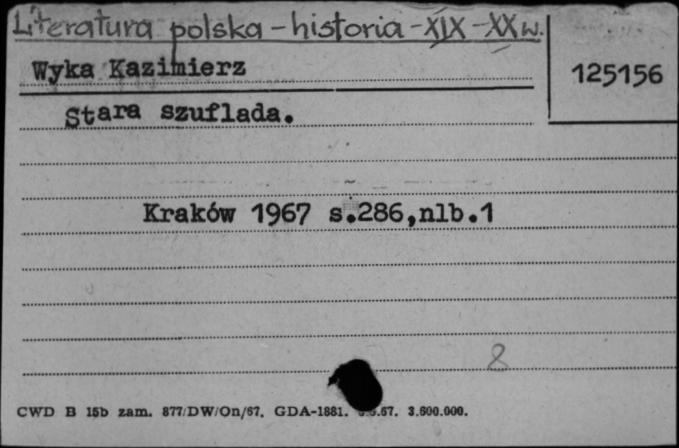 Literatura polska - historia - XIX - XX w.
Wyka Kazimierz
125156
Stara szuflada.
Kraków 1967 s.286,nlb.1
8
CWD B 15b zam. 877/DW/On/67. GDA-1881. .67. 3.600.000.